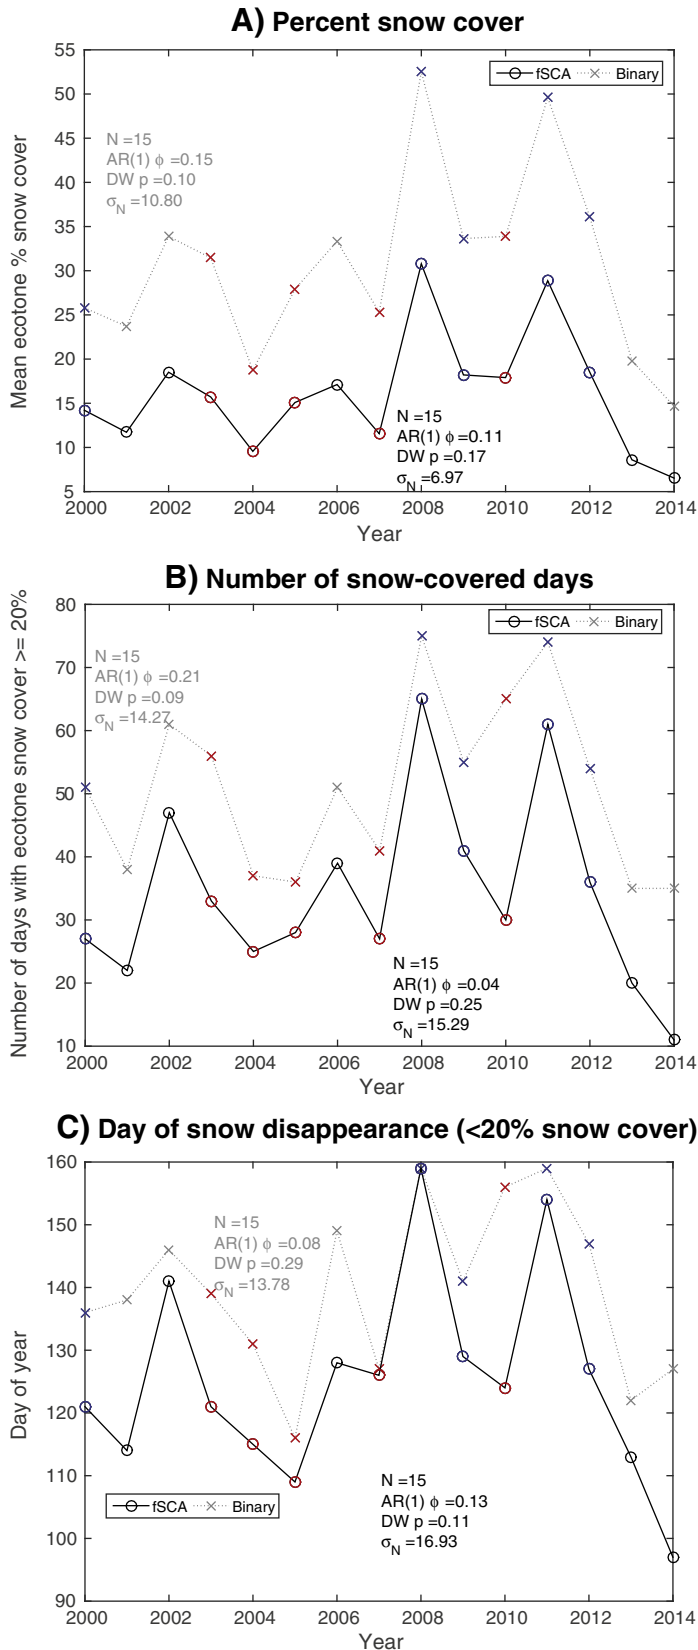 A) Percent snow cover
55
50
45
40
35
30
25
20
15
10
5
Mean ecotone % snow cover
fSCA Binary
N =15
AR(1) ϕ =0.15
DW p =0.10
σN =10.80
N =15
AR(1) ϕ =0.11
DW p =0.17
σN =6.97
2000 2002 2004 2006 2008 2010 2012 2014
Year
B) Number of snow-covered days
80
70
60
50
40
30
20
10
Number of days with ecotone snow cover >= 20%
fSCA Binary
N =15
AR(1) ϕ =0.21
DW p =0.09
σN =14.27
N =15
AR(1) ϕ =0.04
DW p =0.25
σN =15.29
2000 2002 2004 2006 2008 2010 2012 2014
Year
C) Day of snow disappearance (<20% snow cover)
160
150
140
130
120
110
100
90
Day of year
N =15
AR(1) ϕ =0.08
DW p =0.29
σN =13.78
fSCA Binary
N =15
AR(1) ϕ =0.13
DW p =0.11
σN =16.93
2000 2002 2004 2006 2008 2010 2012 2014
Year